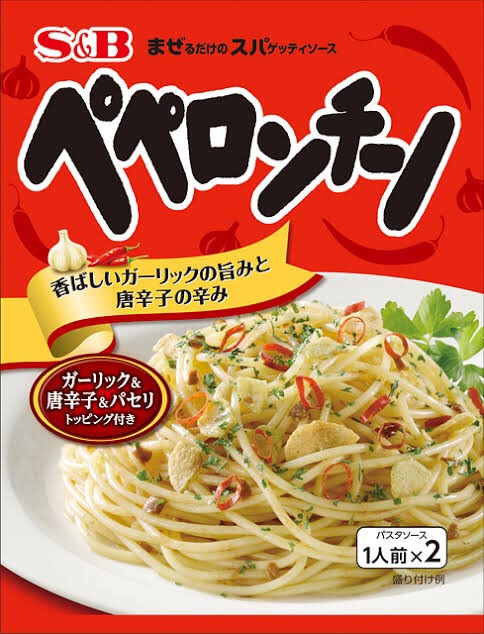 S&B まぜるだけのスパゲッティソース
ペペロンチーノ
香ばしいガーリックの旨みと
唐辛子の辛み
ガーリック&
唐辛子&パセリ
トッピング付き
パスタソース
1人前×2
盛り付け例